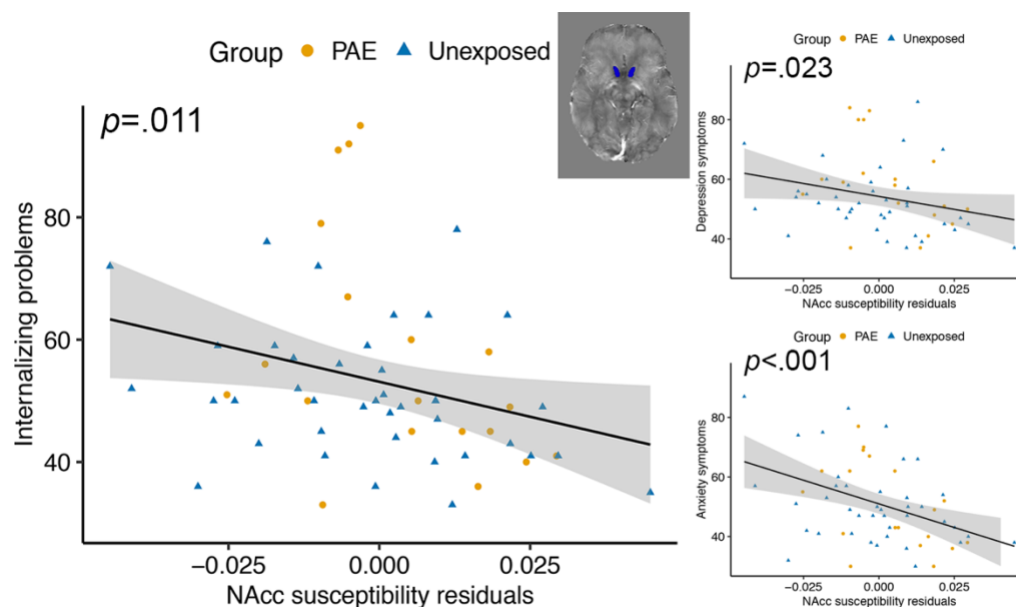 Group PAE Unexposed
p=.011
80
60
40
Internalizing problems
−0.025 0.000 0.025
NAcc susceptibility residuals
Group PAE Unexposed
p=.023
80
60
40
Depression symptoms
−0.025 0.000 0.025
NAcc susceptibility residuals
Group PAE Unexposed
p<.001
80
60
40
Anxiety symptoms
−0.025 0.000 0.025
NAcc susceptibility residuals